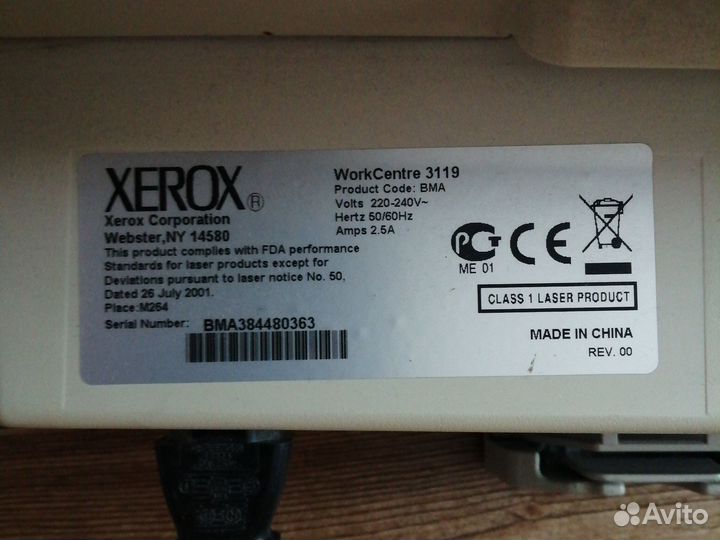 XEROX®
Xerox Corporation
Webster,NY 14580
This product complies with FDA performance
Standards for laser products except for
Deviations pursuant to laser notice No. 50,
Dated 26 July 2001.
Place:M264
Serial Number: BMA384480363
WorkCentre 3119
Product Code: BMA
Volts 220-240V~
Hertz 50/60Hz
Amps 2.5A
РСТ CE
ME 01
CLASS 1 LASER PRODUCT
MADE IN CHINA
REV. 00
Avito